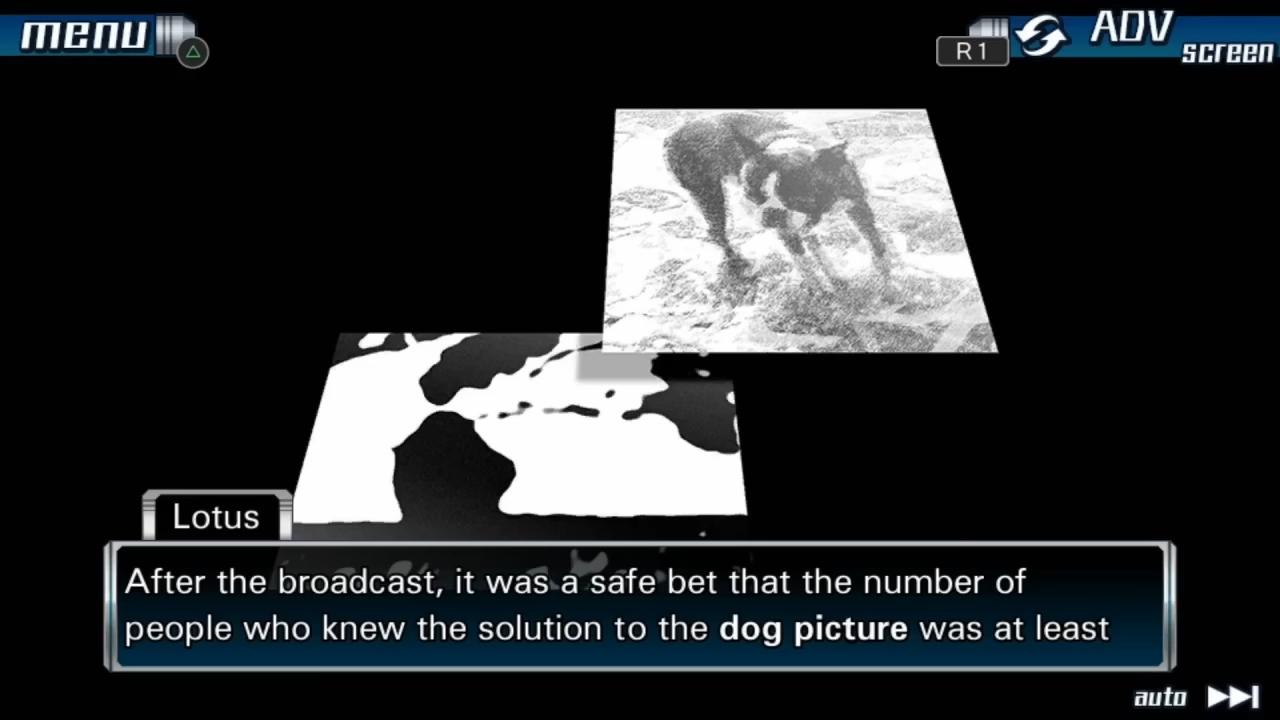 menu
R1
ADV
screen
Lotus
After the broadcast, it was a safe bet that the number of
people who knew the solution to the dog picture was at least
auto